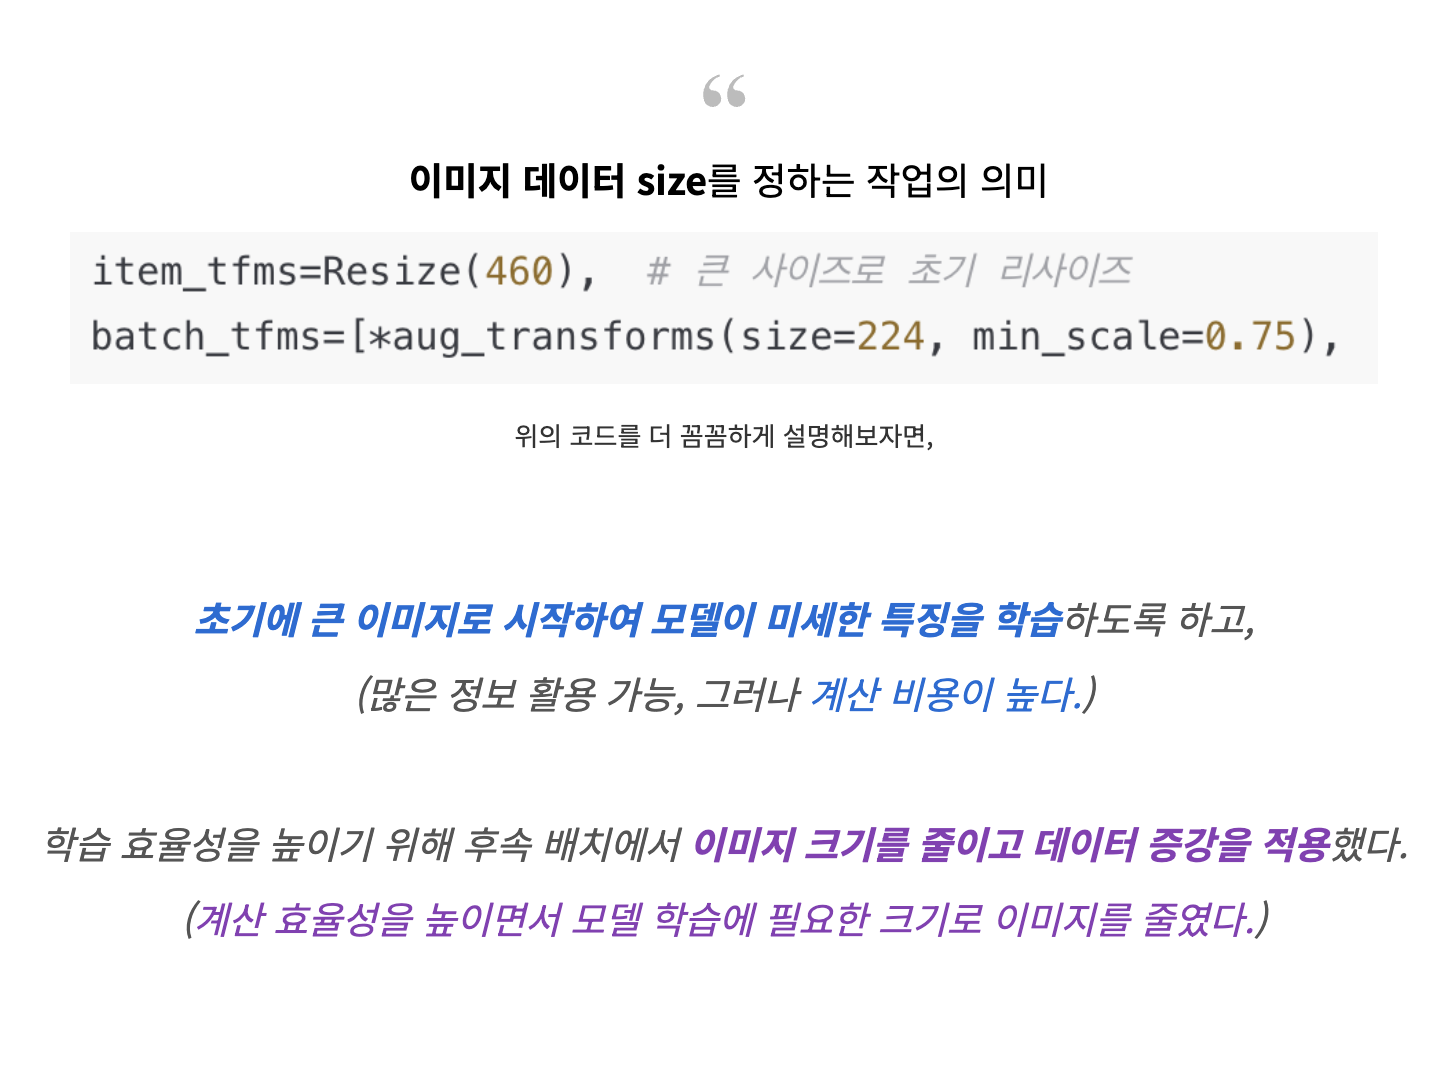 “
이미지 데이터 size를 정하는 작업의 의미
item_tfms=Resize(460),  # 큰 사이즈로 초기 리사이즈
batch_tfms=[*aug_transforms(size=224, min_scale=0.75),
위의 코드를 더 꼼꼼하게 설명해보자면,
초기에 큰 이미지로 시작하여 모델이 미세한 특징을 학습하도록 하고,
(많은 정보 활용 가능, 그러나 계산 비용이 높다.)
학습 효율성을 높이기 위해 후속 배치에서 이미지 크기를 줄이고 데이터 증강을 적용했다.
(계산 효율성을 높이면서 모델 학습에 필요한 크기로 이미지를 줄였다.)